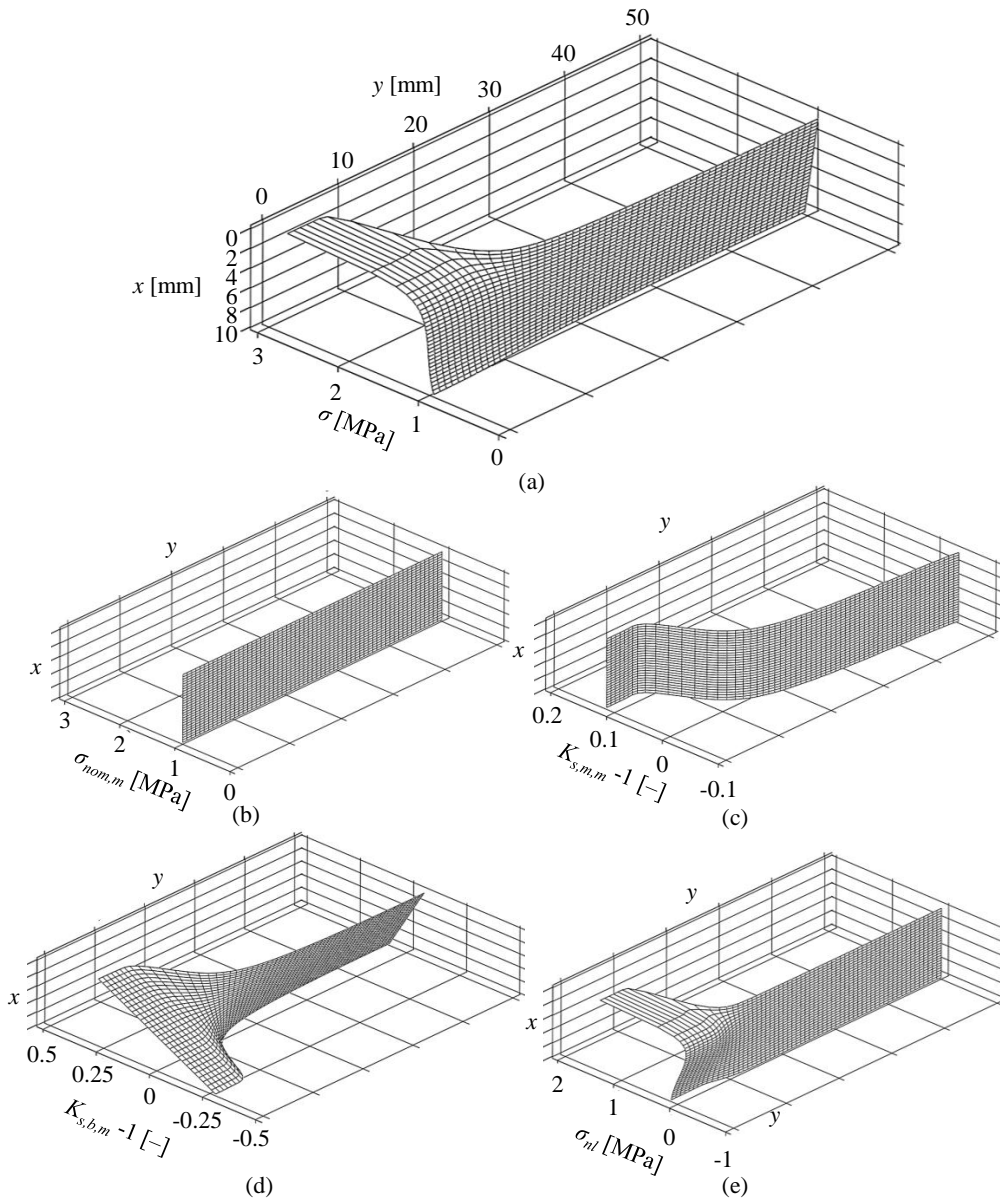 50
40
y [mm]
30
20
10
0
0
2
4
x [mm]
6
8
10
3
2
σ [MPa]
1
0
(a)
y
x
3
2
σnom,m [MPa]
1
0
(b)
y
x
0.2
0.1
Ks,m,m -1 [–]
0
-0.1
(c)
y
x
0.5
0.25
0
Ks,b,m -1 [–]
-0.25
-0.5
(d)
y
x
2
1
y
σnl [MPa]
0
-1
(e)